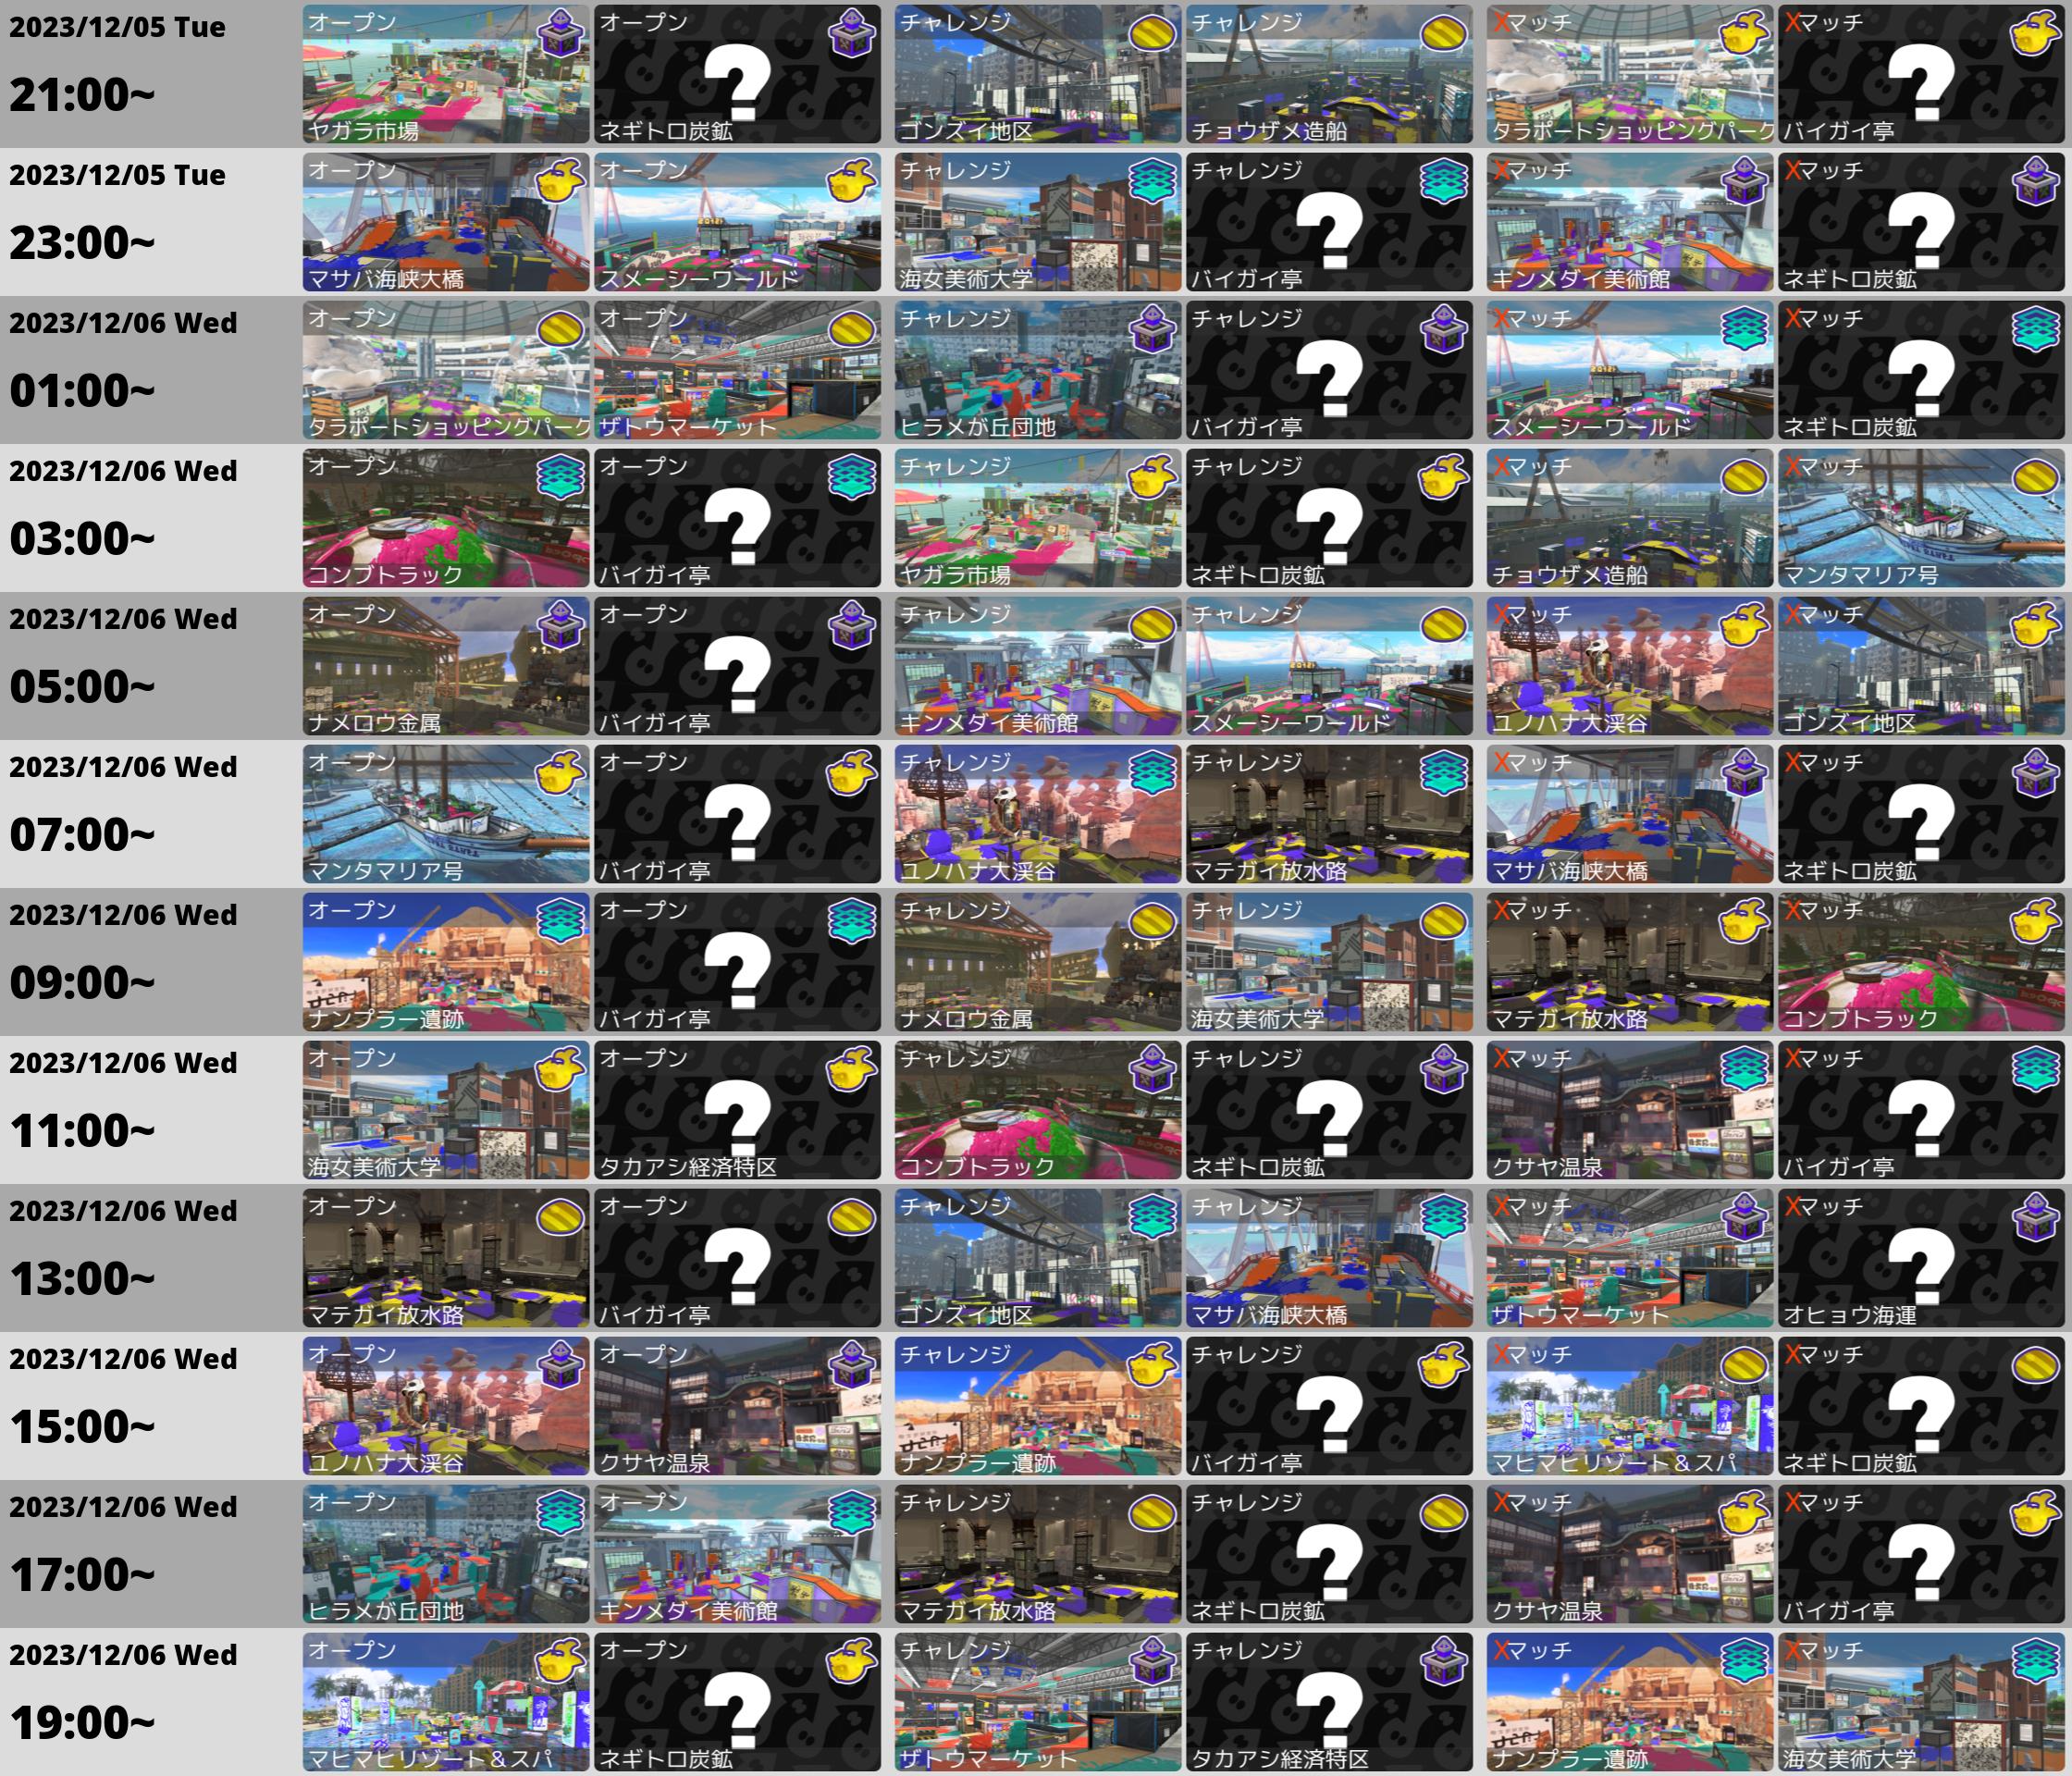 2023/12/05 Tue
21:00~
オープン
ヤガラ市場
オープン
ネギトロ炭鉱
チャレンジ
ゴンズイ地区
チャレンジ
チョウザメ造船
Xマッチ
タラポートショッピングパーク
Xマッチ
バイガイ亭
2023/12/05 Tue
23:00~
オープン
マサバ海峡大橋
オープン
スメーシーワールド
チャレンジ
海女美術大学
チャレンジ
バイガイ亭
Xマッチ
キンメダイ美術館
Xマッチ
ネギトロ炭鉱
2023/12/06 Wed
01:00~
オープン
タラポートショッピングパーク
オープン
ザトウマーケット
チャレンジ
ヒラメが丘団地
チャレンジ
バイガイ亭
Xマッチ
スメーシーワールド
Xマッチ
ネギトロ炭鉱
2023/12/06 Wed
03:00~
オープン
コンブトラック
オープン
バイガイ亭
チャレンジ
ヤガラ市場
チャレンジ
ネギトロ炭鉱
Xマッチ
チョウザメ造船
Xマッチ
マンタマリア号
2023/12/06 Wed
05:00~
オープン
ナメロウ金属
オープン
バイガイ亭
チャレンジ
キンメダイ美術館
チャレンジ
スメーシーワールド
Xマッチ
ユノハナ大渓谷
Xマッチ
ゴンズイ地区
2023/12/06 Wed
07:00~
オープン
マンタマリア号
オープン
バイガイ亭
チャレンジ
ユノハナ大渓谷
チャレンジ
マテガイ放水路
Xマッチ
マサバ海峡大橋
Xマッチ
ネギトロ炭鉱
2023/12/06 Wed
09:00~
オープン
ナンプラー遺跡
オープン
バイガイ亭
チャレンジ
ナメロウ金属
チャレンジ
海女美術大学
Xマッチ
マテガイ放水路
Xマッチ
コンブトラック
2023/12/06 Wed
11:00~
オープン
海女美術大学
オープン
タカアシ経済特区
チャレンジ
コンブトラック
チャレンジ
ネギトロ炭鉱
Xマッチ
クサヤ温泉
Xマッチ
バイガイ亭
2023/12/06 Wed
13:00~
オープン
マテガイ放水路
オープン
バイガイ亭
チャレンジ
ゴンズイ地区
チャレンジ
マサバ海峡大橋
Xマッチ
ザトウマーケット
Xマッチ
オヒョウ海運
2023/12/06 Wed
15:00~
オープン
ユノハナ大渓谷
オープン
クサヤ温泉
チャレンジ
ナンプラー遺跡
チャレンジ
バイガイ亭
Xマッチ
マヒマヒリゾート＆スパ
Xマッチ
ネギトロ炭鉱
2023/12/06 Wed
17:00~
オープン
ヒラメが丘団地
オープン
キンメダイ美術館
チャレンジ
マテガイ放水路
チャレンジ
ネギトロ炭鉱
Xマッチ
クサヤ温泉
Xマッチ
バイガイ亭
2023/12/06 Wed
19:00~
オープン
マヒマヒリゾート＆スパ
オープン
ネギトロ炭鉱
チャレンジ
ザトウマーケット
チャレンジ
タカアシ経済特区
Xマッチ
ナンプラー遺跡
Xマッチ
海女美術大学